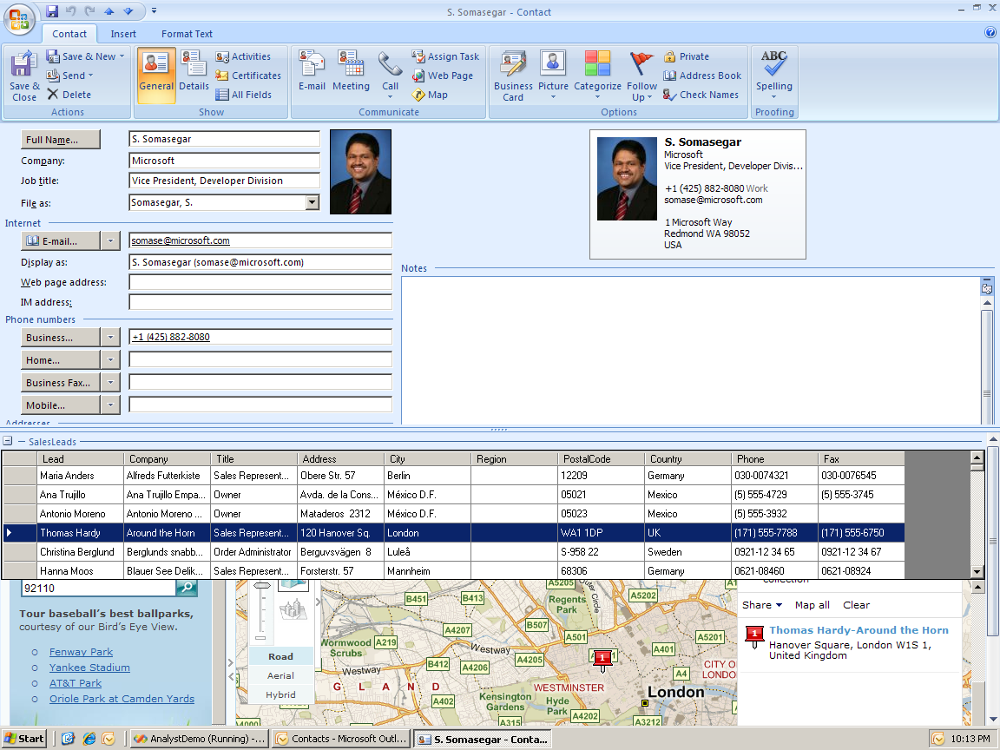 S. Somasegar - Contact
Contact Insert Format Text
Save & New
Send
Delete
Save & Close
Actions
General
Details
Activities
Certificates
All Fields
Show
E-mail
Meeting
Call
Assign Task
Web Page
Map
Communicate
Business Card
Picture
Categorize
Follow Up
Private
Address Book
Check Names
Options
ABC
Spelling
Proofing
Full Name... S. Somasegar
Company: Microsoft
Job title: Vice President, Developer Division
File as: Somasegar, S.
Internet
E-mail... somase@microsoft.com
Display as: S. Somasegar (somase@microsoft.com)
Web page address:
IM address:
Phone numbers
Business... +1 (425) 882-8080
Home...
Business Fax...
Mobile...
Addresses
S. Somasegar
Microsoft
Vice President, Developer Divis...
+1 (425) 882-8080 Work
somase@microsoft.com
1 Microsoft Way
Redmond WA 98052
USA
Notes
SalesLeads
Lead Company Title Address City Region PostalCode Country Phone Fax
Maria Anders Alfreds Futterkiste Sales Represent... Obere Str. 57 Berlin 12209 Germany 030-0074321 030-0076545
Ana Trujillo Ana Trujillo Empa... Owner Avda. de la Cons... México D.F. 05021 Mexico (5) 555-4729 (5) 555-3745
Antonio Moreno Antonio Moreno ... Owner Mataderos 2312 México D.F. 05023 Mexico (5) 555-3932
Thomas Hardy Around the Horn Sales Represent... 120 Hanover Sq. London WA1 1DP UK (171) 555-7788 (171) 555-6750
Christina Berglund Berglunds snabb... Order Administrator Berguvsvägen 8 Luleå S-958 22 Sweden 0921-12 34 65 0921-12 34 67
Hanna Moos Blauer See Delik... Sales Represent... Forsterstr. 57 Mannheim 68306 Germany 0621-08460 0621-08924
92110
Tour baseball's best ballparks,
courtesy of our Bird's Eye View.
Fenway Park
Yankee Stadium
AT&T Park
Oriole Park at Camden Yards
Road
Aerial
Hybrid
B451
B413
A5205
Outer Circle
A5202
Regents Park
A4207
B507
A501
A5201
Wormwood Scrubs
A219
Westway
A401
B412
A4206
A4205
1
CITY OF LONDON
Westway
A4
GLAND
WESTMINSTER
A402
Kensington Gardens
Hyde Park
London
A4000
A315
A4202
A3212
collection
Share Map all Clear
1 Thomas Hardy-Around the Horn
Hanover Square, London W1S 1,
United Kingdom
Start
AnalystDemo (Running) -...
Contacts - Microsoft Outl...
S. Somasegar - Conta...
10:13 PM